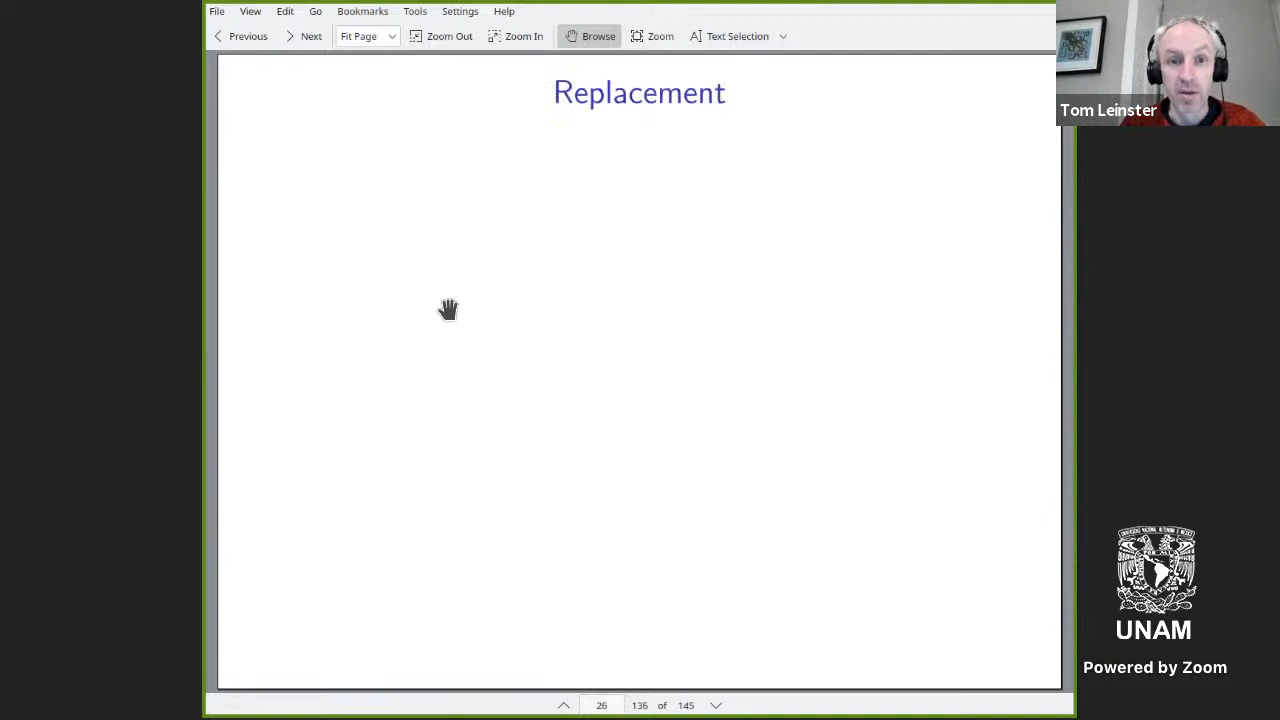 File View Edit Go Bookmarks Tools Settings Help
Previous Next Fit Page Zoom Out Zoom In Browse Zoom Text Selection
Replacement
Tom Leinster
UNAM
Powered by Zoom
26 136 of 145